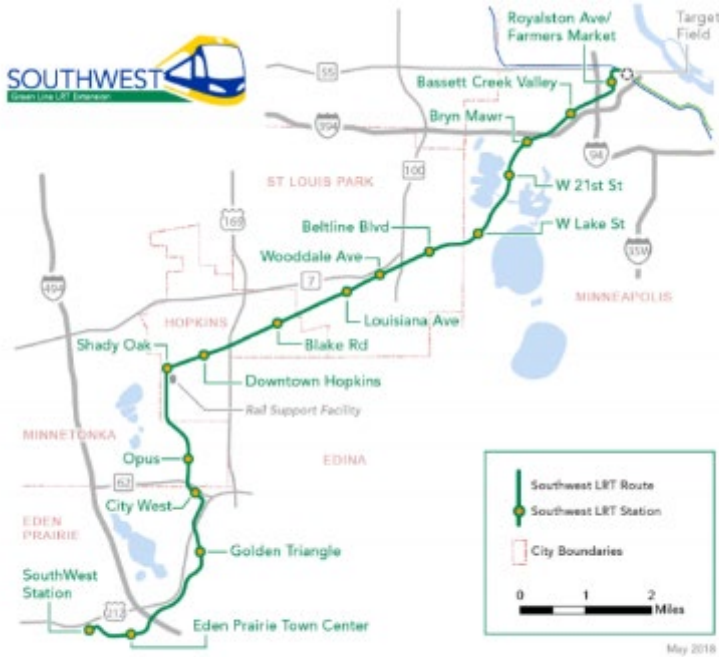 SOUTHWEST
Green Line LRT Extension
Royalston Ave/
Farmers Market
Target
Field
55
Bassett Creek Valley
394
Bryn Mawr
94
ST LOUIS PARK
100
W 21st St
169
Beltline Blvd
W Lake St
Wooddale Ave
35W
494
7
MINNEAPOLIS
HOPKINS
Louisiana Ave
Shady Oak
Blake Rd
Downtown Hopkins
Rail Support Facility
MINNETONKA
Opus
EDINA
62
City West
EDEN
PRAIRIE
Golden Triangle
SouthWest
Station
212
Eden Prairie Town Center
Southwest LRT Route
Southwest LRT Station
City Boundaries
0 1 2
Miles
May 2018